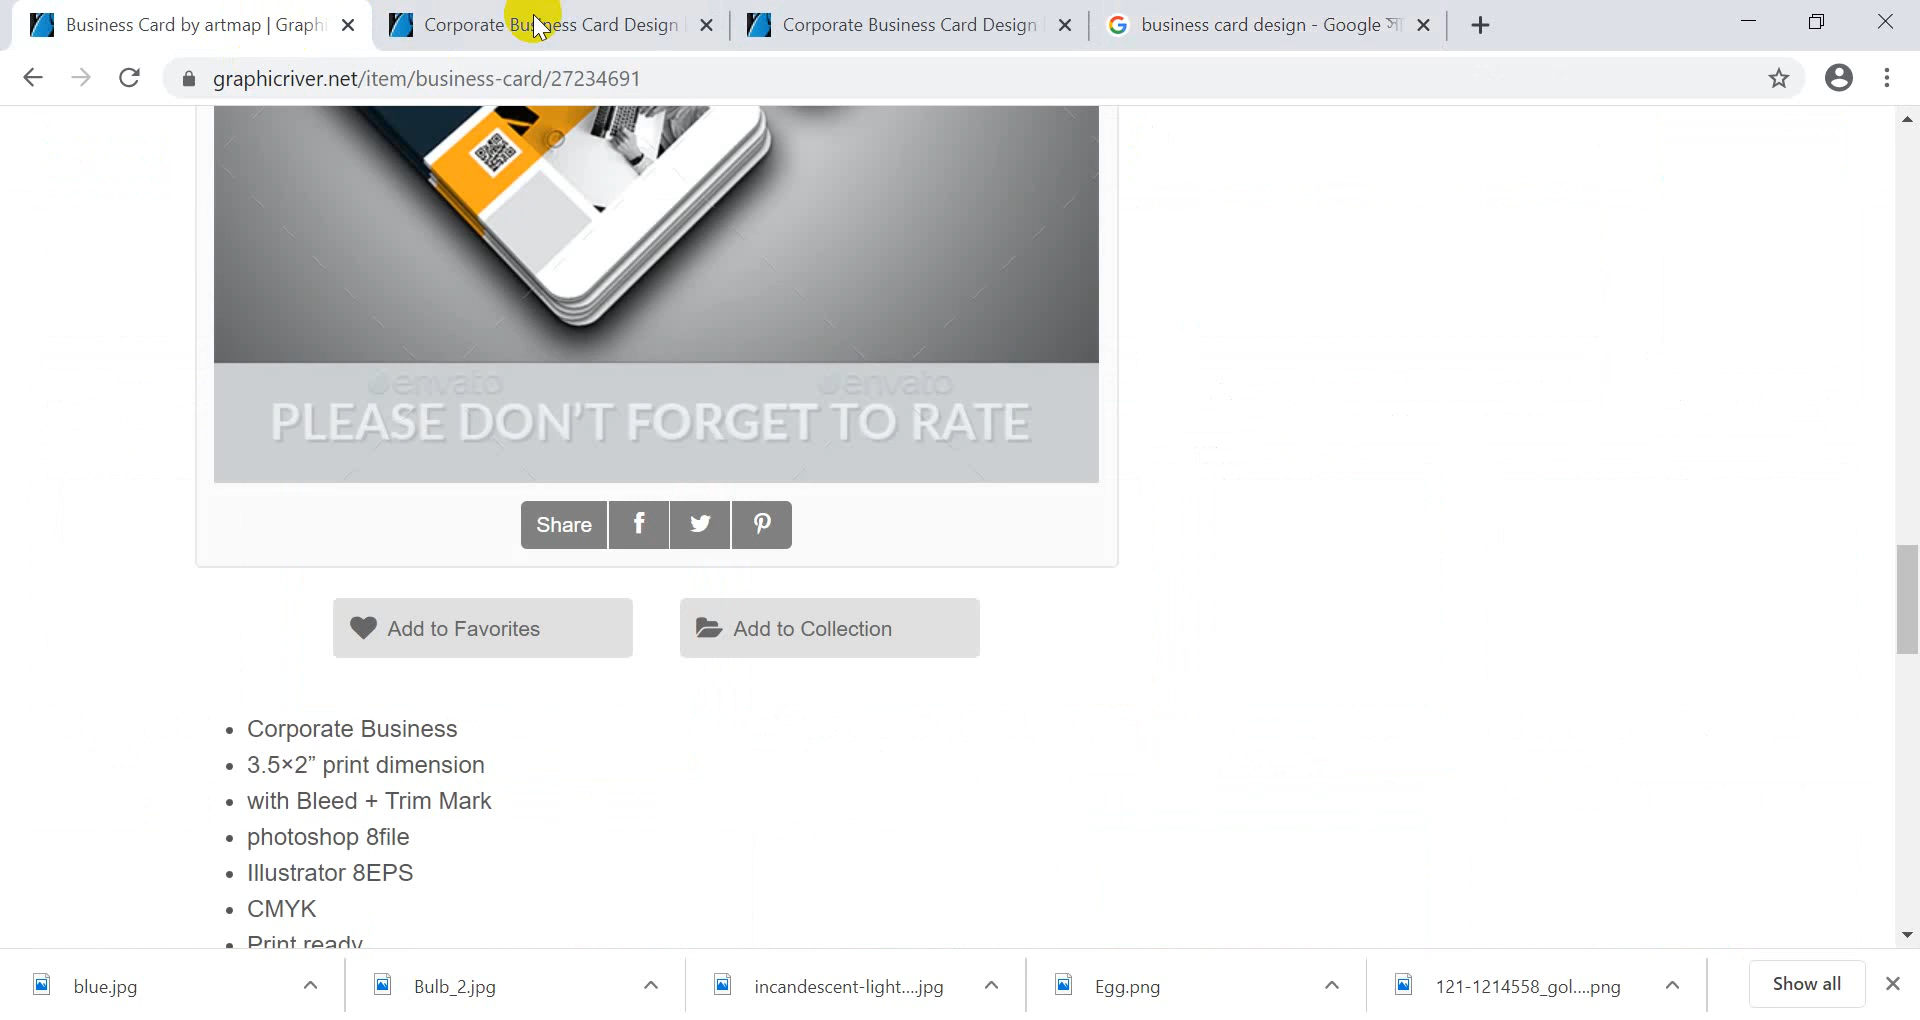 Business Card by artmap | Graphi
Corporate Business Card Design
Corporate Business Card Design
business card design - Google সা
graphicriver.net/item/business-card/27234691
envato envato
PLEASE DON'T FORGET TO RATE
Share
Add to Favorites
Add to Collection
• Corporate Business
• 3.5×2” print dimension
• with Bleed + Trim Mark
• photoshop 8file
• Illustrator 8EPS
• CMYK
• Print ready
blue.jpg
Bulb_2.jpg
incandescent-light....jpg
Egg.png
121-1214558_gol....png
Show all